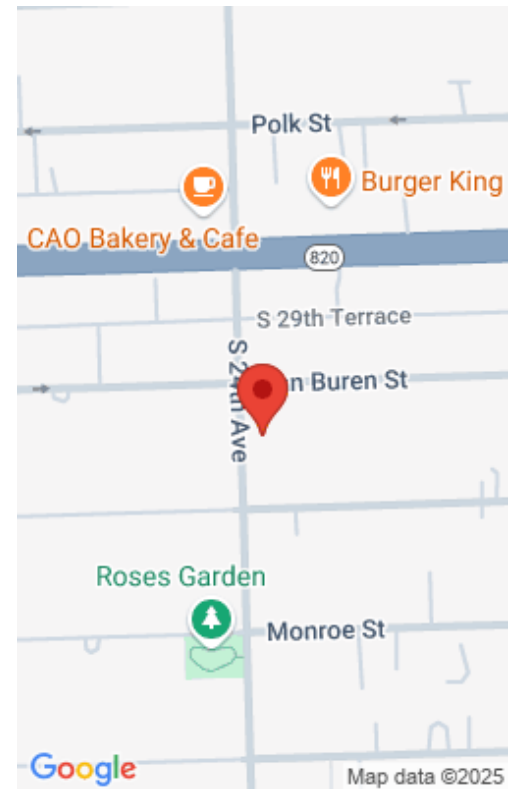 Polk St
Burger King
CAO Bakery & Cafe
820
S 29th Terrace
n Buren St
Ave
Roses Garden
Monroe St
Google
Map data ©2025